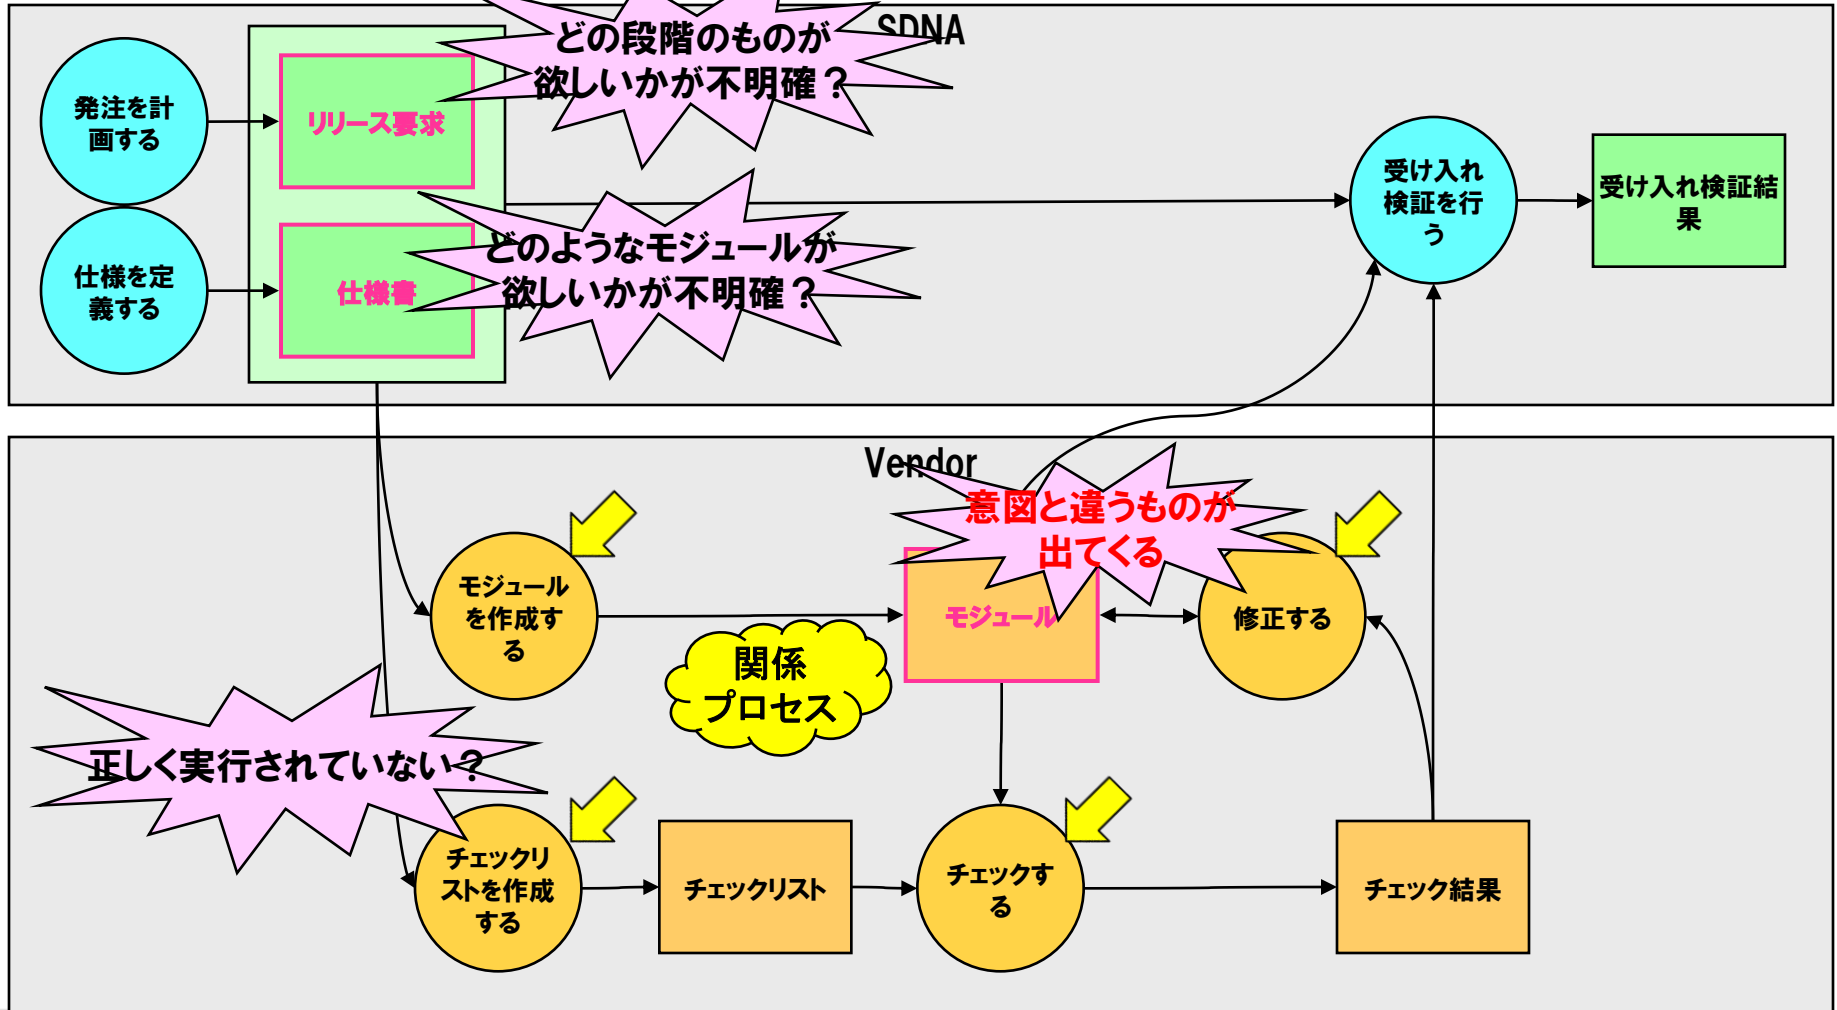 SDNA
どの段階のものが
欲しいかが不明確？
発注を計
画する
リリース要求
受け入れ
検証を行
う
受け入れ検証結
果
どのようなモジュールが
欲しいかが不明確？
仕様を定
義する
仕様書
Vendor
意図と違うものが
出てくる
モジュール
を作成す
る
モジュール
修正する
関係
プロセス
正しく実行されていない？
チェックリ
ストを作成
する
チェックリスト
チェックす
る
チェック結果